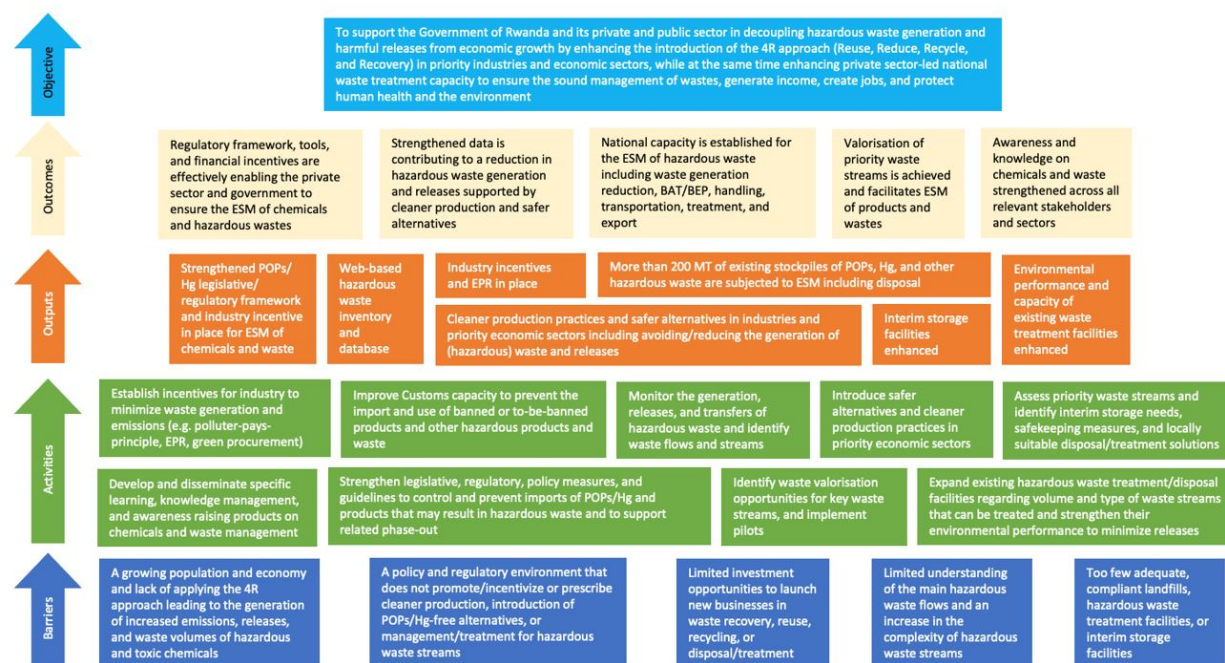 Objective
To support the Government of Rwanda and its private and public sector in decoupling hazardous waste generation and
harmful releases from economic growth by enhancing the introduction of the 4R approach (Reuse, Reduce, Recycle,
and Recovery) in priority industries and economic sectors, while at the same time enhancing private sector-led national
waste treatment capacity to ensure the sound management of wastes, generate income, create jobs, and protect
human health and the environment
Outcomes
Regulatory framework, tools,
and financial incentives are
effectively enabling the private
sector and government to
ensure the ESM of chemicals
and hazardous wastes
Strengthened data is
contributing to a reduction in
hazardous waste generation
and releases supported by
cleaner production and safer
alternatives
National capacity is established for
the ESM of hazardous waste
including waste generation
reduction, BAT/BEP, handling,
transportation, treatment, and
export
Valorisation of
priority waste
streams is achieved
and facilitates ESM
of products and
wastes
Awareness and
knowledge on
chemicals and waste
strengthened across all
relevant stakeholders
and sectors
Outputs
Strengthened POPs/
Hg legislative/
regulatory framework
and industry incentive
in place for ESM of
chemicals and waste
Web-based
hazardous
waste
inventory
and
database
Industry incentives
and EPR in place
More than 200 MT of existing stockpiles of POPs, Hg, and other
hazardous waste are subjected to ESM including disposal
Cleaner production practices and safer alternatives in industries and
priority economic sectors including avoiding/reducing the generation of
(hazardous) waste and releases
Interim storage
facilities
enhanced
Environmental
performance and
capacity of
existing waste
treatment facilities
enhanced
Activities
Establish incentives for industry to
minimize waste generation and
emissions (e.g. polluter-pays-
principle, EPR, green procurement)
Improve Customs capacity to prevent the
import and use of banned or to-be-banned
products and other hazardous products and
waste
Monitor the generation,
releases, and transfers of
hazardous waste and identify
waste flows and streams
Introduce safer
alternatives and cleaner
production practices in
priority economic sectors
Assess priority waste streams and
identify interim storage needs,
safekeeping measures, and locally
suitable disposal/treatment solutions
Develop and disseminate specific
learning, knowledge management,
and awareness raising products on
chemicals and waste management
Strengthen legislative, regulatory, policy measures, and
guidelines to control and prevent imports of POPs/Hg and
products that may result in hazardous waste and to support
related phase-out
Identify waste valorisation
opportunities for key waste
streams, and implement
pilots
Expand existing hazardous waste treatment/disposal
facilities regarding volume and type of waste streams
that can be treated and strengthen their
environmental performance to minimize releases
Barriers
A growing population and economy
and lack of applying the 4R
approach leading to the generation
of increased emissions, releases,
and waste volumes of hazardous
and toxic chemicals
A policy and regulatory environment that
does not promote/incentivize or prescribe
cleaner production, introduction of
POPs/Hg-free alternatives, or
management/treatment for hazardous
waste streams
Limited investment
opportunities to launch
new businesses in
waste recovery, reuse,
recycling, or
disposal/treatment
Limited understanding
of the main hazardous
waste flows and an
increase in the
complexity of hazardous
waste streams
Too few adequate,
compliant landfills,
hazardous waste
treatment facilities, or
interim storage
facilities